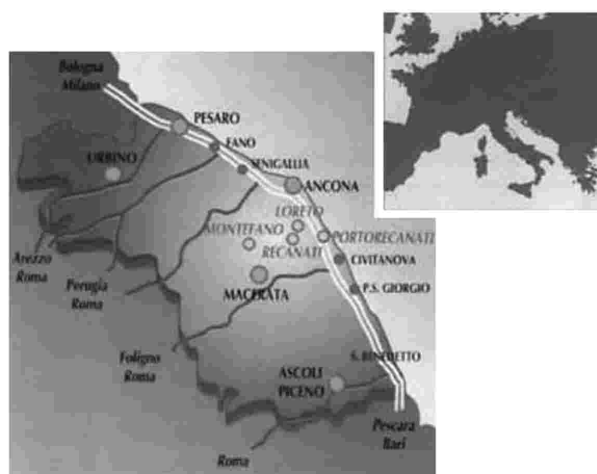 Bologna
Milano
PESARO
FANO
URBINO
SENIGALLIA
ANCONA
LORETO
MONTEFANO
PORTORECANATI
RECANATI
CIVITANOVA
Arezzo
Roma
Perugia
Roma
MACERATA
P.S. GIORGIO
Foligno
Roma
S. BENEDETTO
ASCOLI
PICENO
Pescara
Bari
Roma